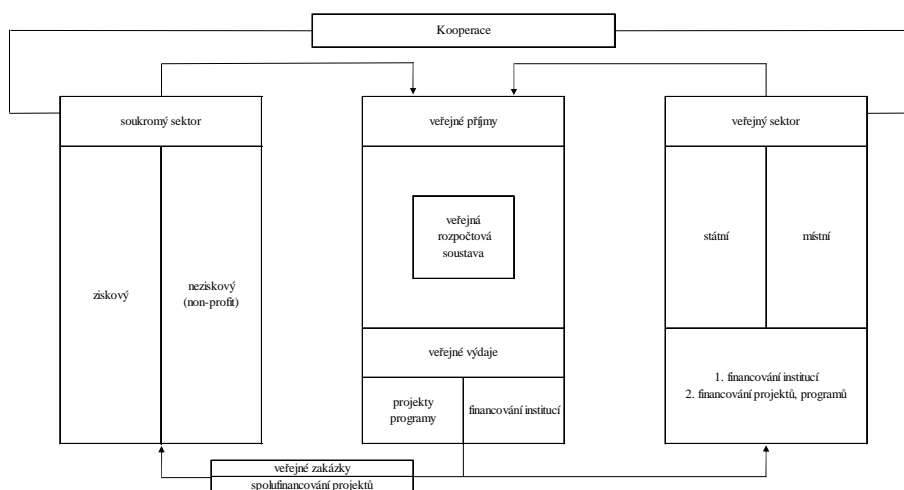 Kooperace
soukromý sektor
veřejné příjmy
veřejný sektor
veřejná
rozpočtová
soustava
státní
místní
ziskový
neziskový
(non-profit)
veřejné výdaje
1. financování institucí
2. financování projektů, programů
projekty
programy
financování institucí
veřejné zakázky
spolufinancování projektů